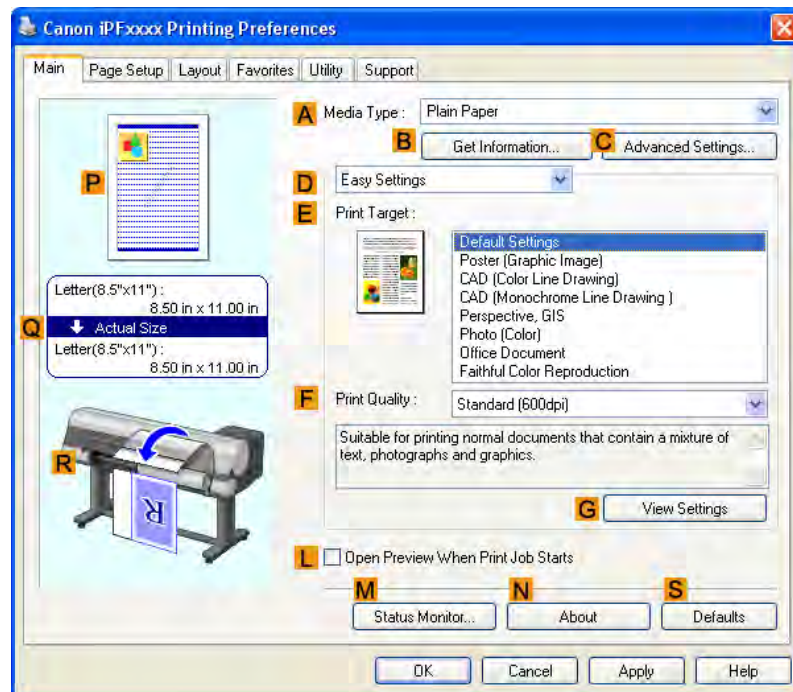 Canon iPFxxxx Printing Preferences
Main Page Setup Layout Favorites Utility Support
A Media Type : Plain Paper
B Get Information... C Advanced Settings...
P
D Easy Settings
E Print Target :
Default Settings
Poster (Graphic Image)
CAD (Color Line Drawing)
CAD (Monochrome Line Drawing )
Perspective, GIS
Photo (Color)
Office Document
Faithful Color Reproduction
Letter(8.5"x11") :
8.50 in x 11.00 in
Q Actual Size
Letter(8.5"x11") :
8.50 in x 11.00 in
F Print Quality : Standard (600dpi)
Suitable for printing normal documents that contain a mixture of
text, photographs and graphics.
R
R
G View Settings
L Open Preview When Print Job Starts
M N S
Status Monitor... About Defaults
OK Cancel Apply Help